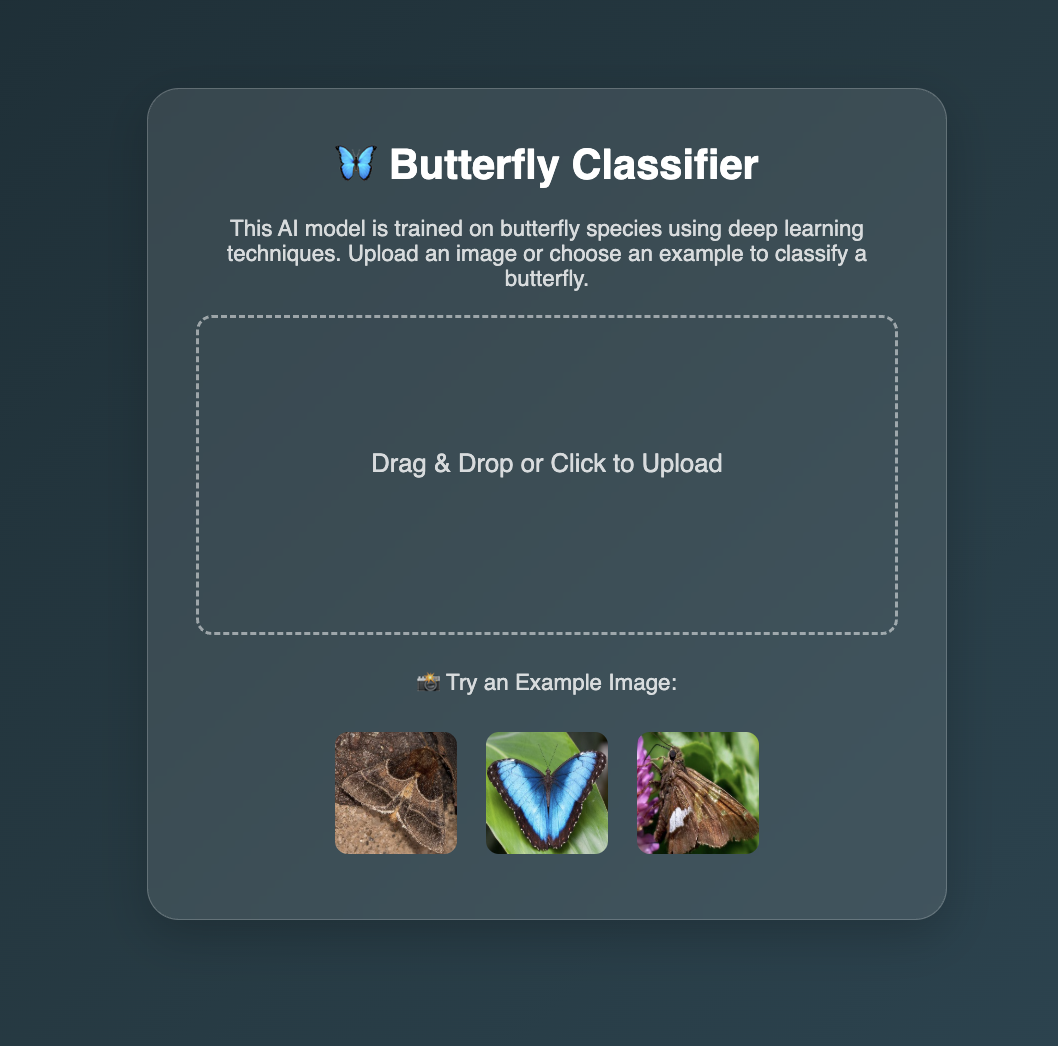 🦋 Butterfly Classifier
This AI model is trained on butterfly species using deep learning
techniques. Upload an image or choose an example to classify a
butterfly.
Drag & Drop or Click to Upload
📸 Try an Example Image: